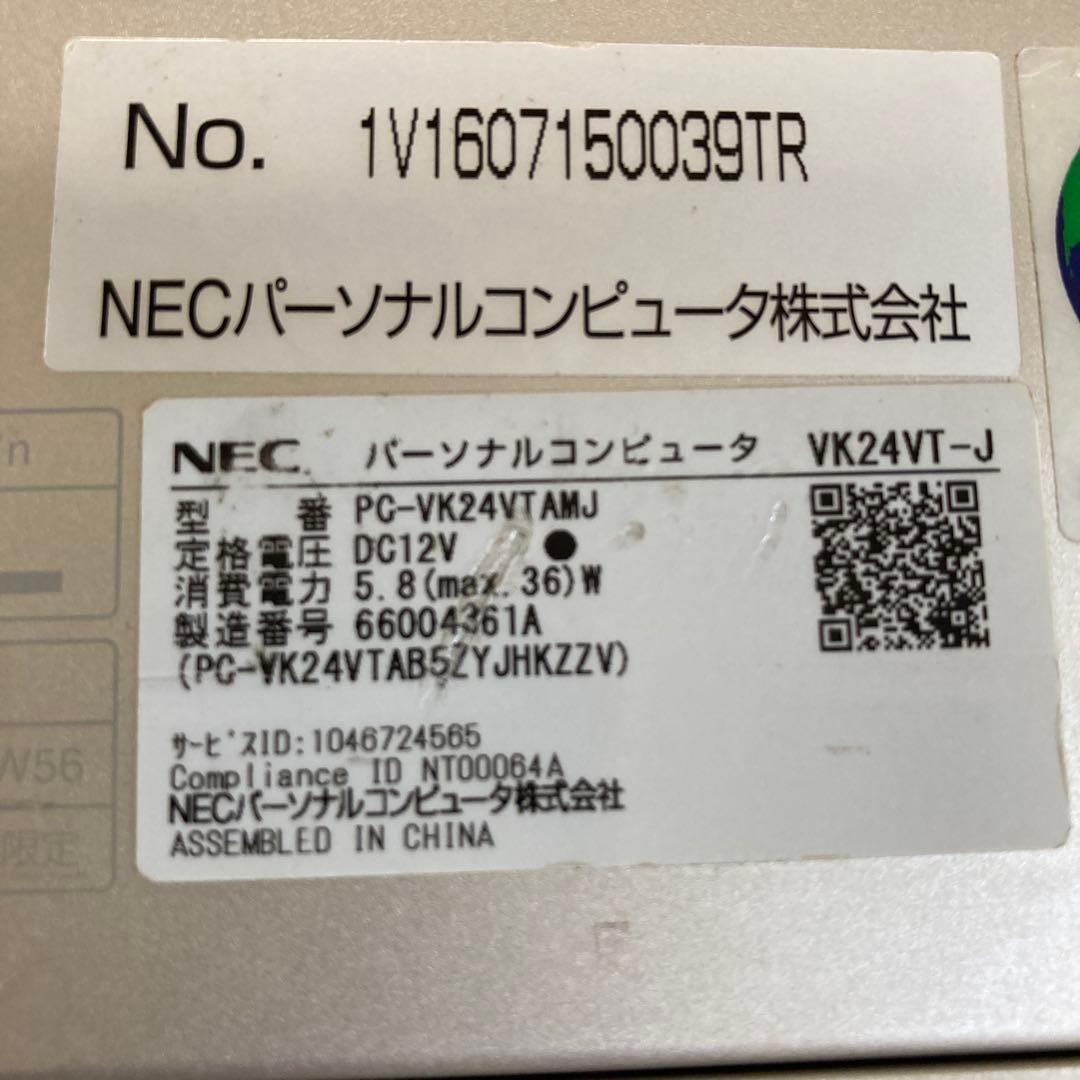 No. 1V1607150039TR
NECパーソナルコンピュータ株式会社
n
NEC パーソナルコンピュータ VK24VT-J
型 番 PC-VK24VTAMJ
定格電圧 DC12V ●
消費電力 5.8(max.36)W
製造番号 66004361A
(PC-VK24VTAB5ZYJHKZZV)
W56
限定
ｻｰﾋﾞｽID:1046724565
Compliance ID NT00064A
NECパーソナルコンピュータ株式会社
ASSEMBLED IN CHINA